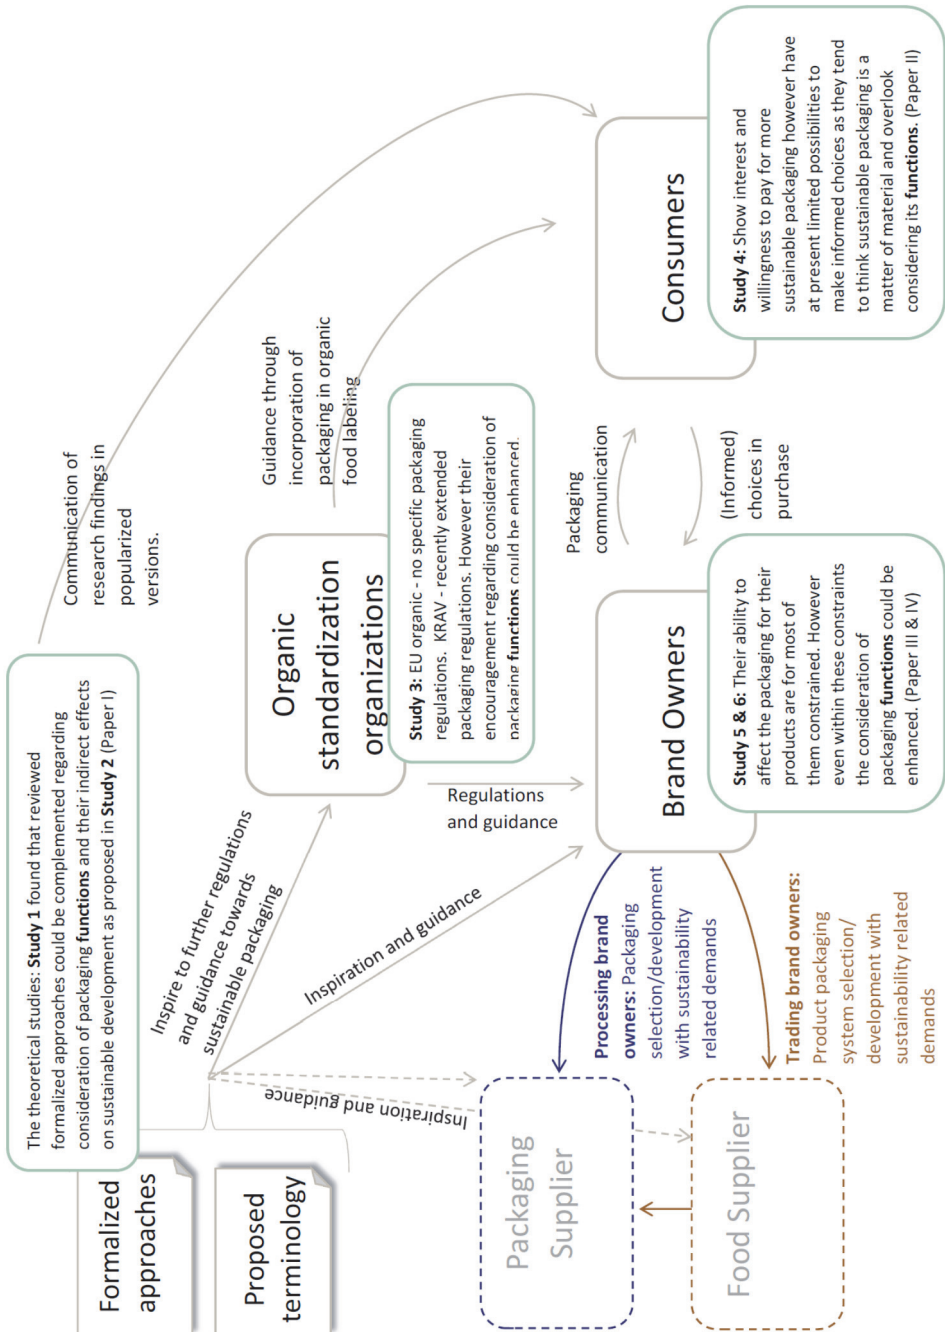 Formalized
approaches
Proposed
terminology
The theoretical studies: Study 1 found that reviewed
formalized approaches could be complemented regarding
consideration of packaging functions and their indirect effects
on sustainable development as proposed in Study 2 (Paper I)
Communication of
research findings in
popularized
versions.
Inspire to further regulations
and guidance towards
sustainable packaging
Inspiration and guidance
Inspiration and guidance
Organic
standardization
organizations
Study 3: EU organic - no specific packaging
regulations. KRAV - recently extended
packaging regulations. However their
encouragement regarding consideration of
packaging functions could be enhanced.
Guidance through
incorporation of
packaging in organic
food labeling
Regulations
and guidance
Packaging
Supplier
Food Supplier
Processing brand
owners: Packaging
selection/development
with sustainability
related demands
Trading brand owners:
Product packaging
system selection/
development with
sustainability related
demands
Brand Owners
Study 5 & 6: Their ability to
affect the packaging for their
products are for most of
them constrained. However
even within these constraints
the consideration of
packaging functions could be
enhanced. (Paper III & IV)
Packaging
communication
(Informed)
choices in
purchase
Consumers
Study 4: Show interest and
willingness to pay for more
sustainable packaging however have
at present limited possibilities to
make informed choices as they tend
to think sustainable packaging is a
matter of material and overlook
considering its functions. (Paper II)